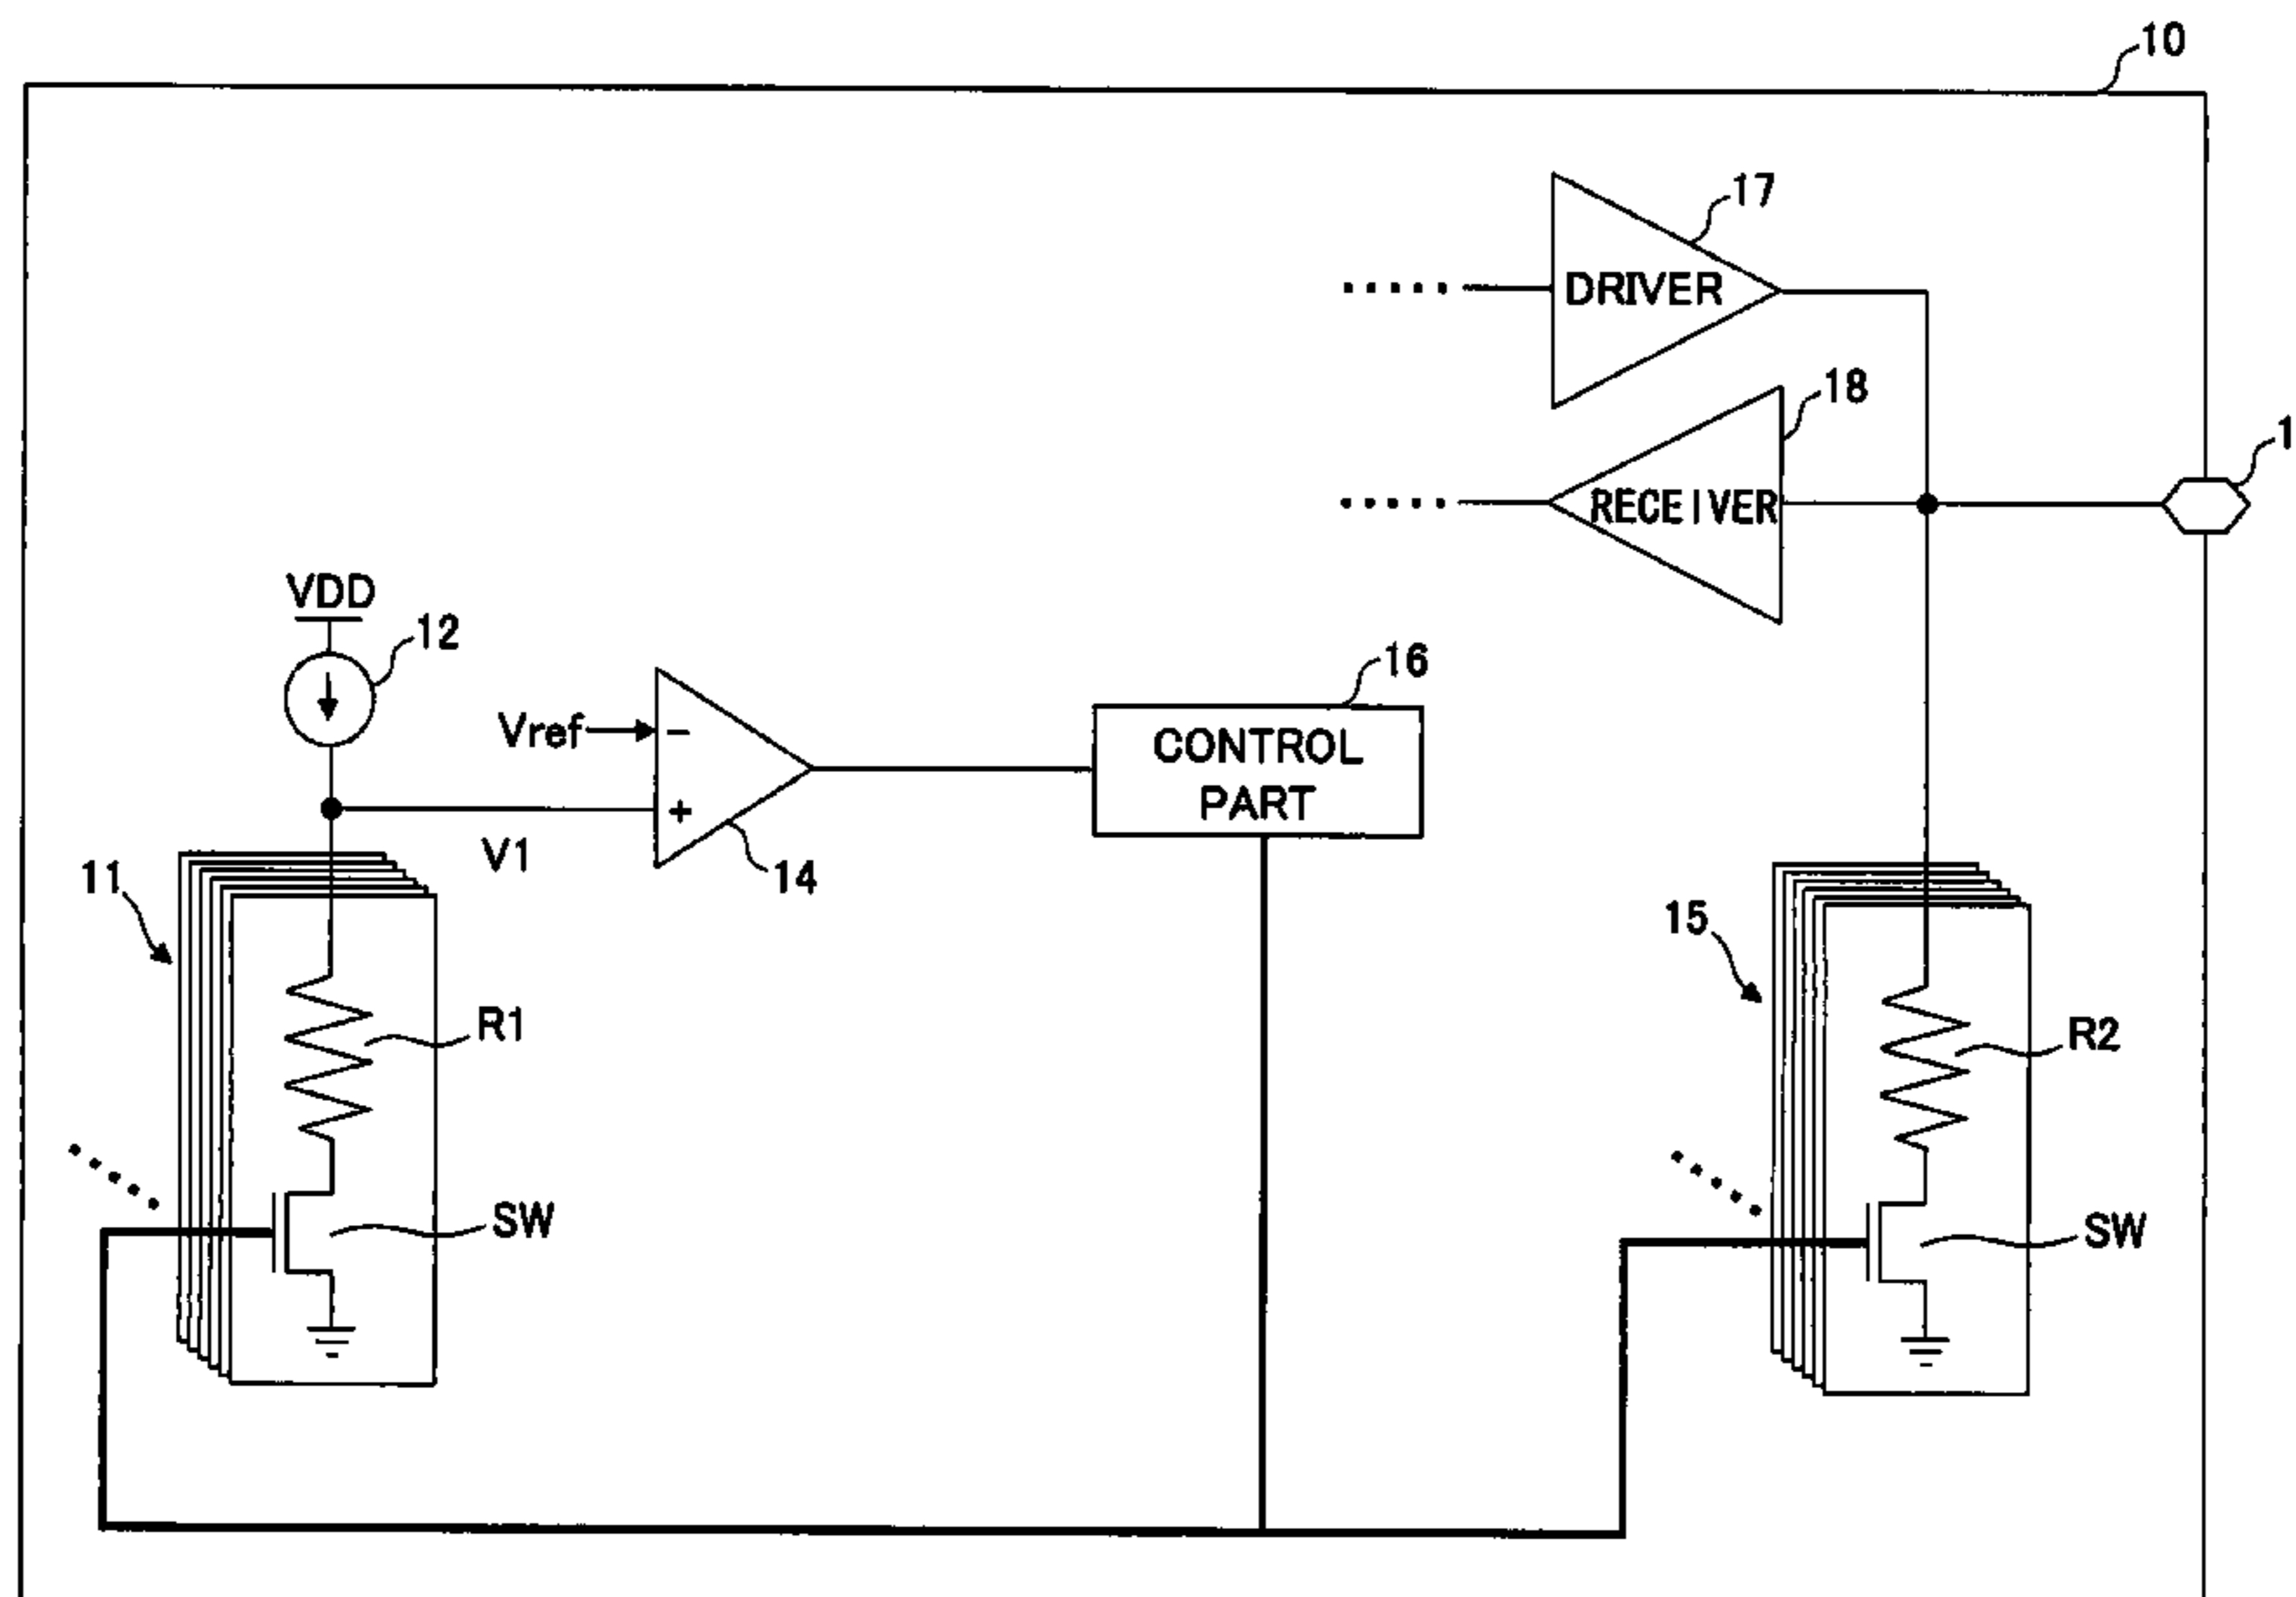 10
17
DRIVER
18
1
RECEIVER
VDD
12
16
Vref
-
CONTROL
PART
+
V1
14
11
15
R1
R2
SW
SW